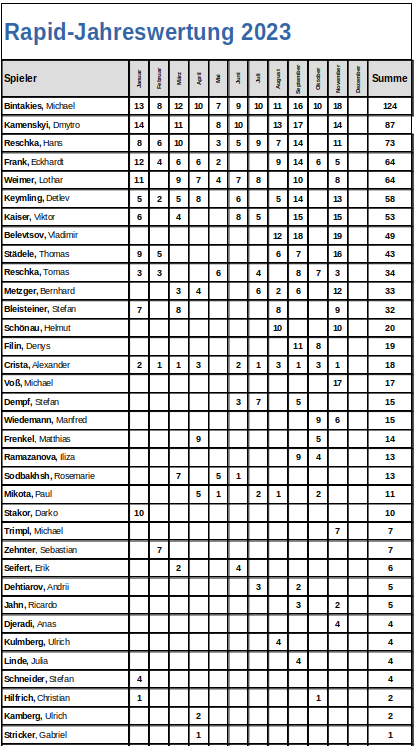 Rapid-Jahreswertung 2023
Spieler Januar Februar März April Mai Juni Juli August September Oktober November Dezember Summe
Bintakies, Michael 13 8 12 10 7 9 10 11 16 10 18 124
Kamenskyi, Dmytro 14 11 8 10 13 17 14 87
Reschka, Hans 8 6 10 3 5 9 7 14 11 73
Frank, Eckhardt 12 4 6 6 2 9 14 6 5 64
Weimer, Lothar 11 9 7 4 7 8 10 8 64
Keymling, Detlev 5 2 5 8 6 5 14 13 58
Kaiser, Viktor 6 4 8 5 15 15 53
Belevtsov, Vladimir 12 18 19 49
Städele, Thomas 9 5 6 7 16 43
Reschka, Tomas 3 3 6 4 8 7 3 34
Metzger, Bernhard 3 4 6 2 6 12 33
Bleisteiner, Stefan 7 8 8 9 32
Schönau, Helmut 10 10 20
Filin, Denys 11 8 19
Crista, Alexander 2 1 1 3 2 1 3 1 3 1 18
Voß, Michael 17 17
Dempf, Stefan 3 7 5 15
Wiedemann, Manfred 9 6 15
Frenkel, Matthias 9 5 14
Ramazanova, Iliza 9 4 13
Sodbakhsh, Rosemarie 7 5 1 13
Mikota, Paul 5 1 2 1 2 11
Stakor, Darko 10 10
Trimpl, Michael 7 7
Zehnter, Sebastian 7 7
Seifert, Erik 2 4 6
Dehtiarov, Andrii 3 2 5
Jahn, Ricardo 3 2 5
Djeradi, Anas 4 4
Kulmberg, Ulrich 4 4
Linde, Julia 4 4
Schneider, Stefan 4 4
Hilfrich, Christian 1 1 2
Kamberg, Ulrich 2 2
Stricker, Gabriel 1 1